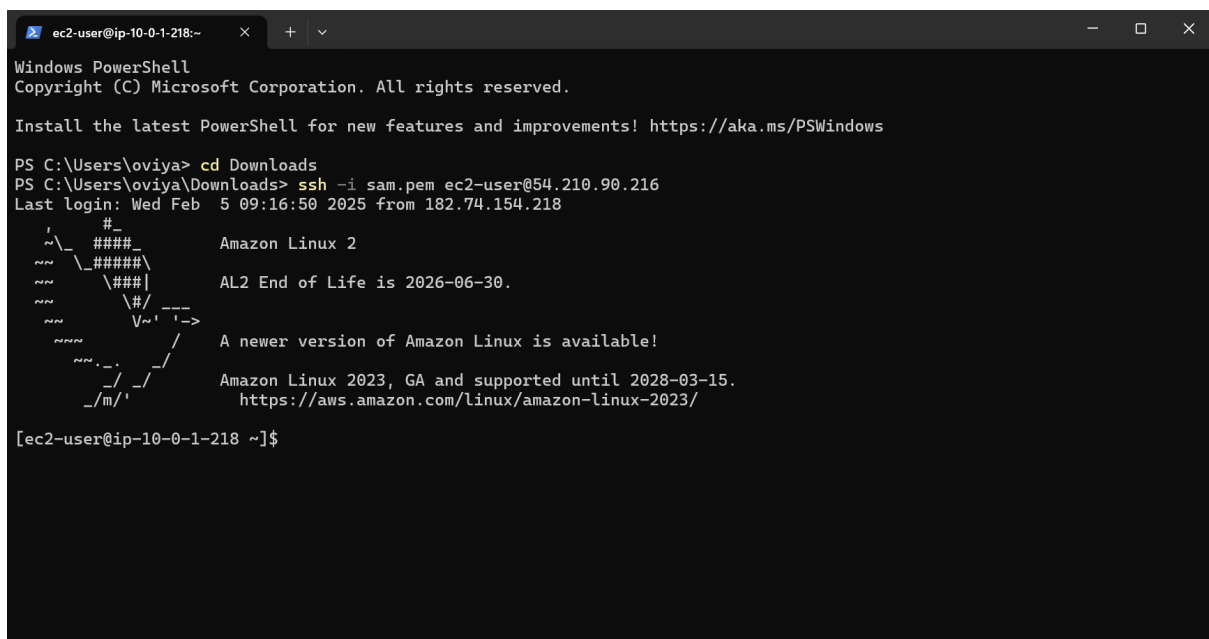 ec2-user@ip-10-0-1-218:~
Windows PowerShell
Copyright (C) Microsoft Corporation. All rights reserved.
Install the latest PowerShell for new features and improvements! https://aka.ms/PSWindows
PS C:\Users\oviya> cd Downloads
PS C:\Users\oviya\Downloads> ssh -i sam.pem ec2-user@54.210.90.216
Last login: Wed Feb  5 09:16:50 2025 from 182.74.154.218
   ,     #_
   ~\_  ####_        Amazon Linux 2
  ~~  \_#####\
  ~~     \###|       AL2 End of Life is 2026-06-30.
  ~~       \#/ ___
   ~~       V~' '->
    ~~~         /    A newer version of Amazon Linux is available!
      ~~._.   _/
         _/ _/       Amazon Linux 2023, GA and supported until 2028-03-15.
       _/m/'           https://aws.amazon.com/linux/amazon-linux-2023/
[ec2-user@ip-10-0-1-218 ~]$